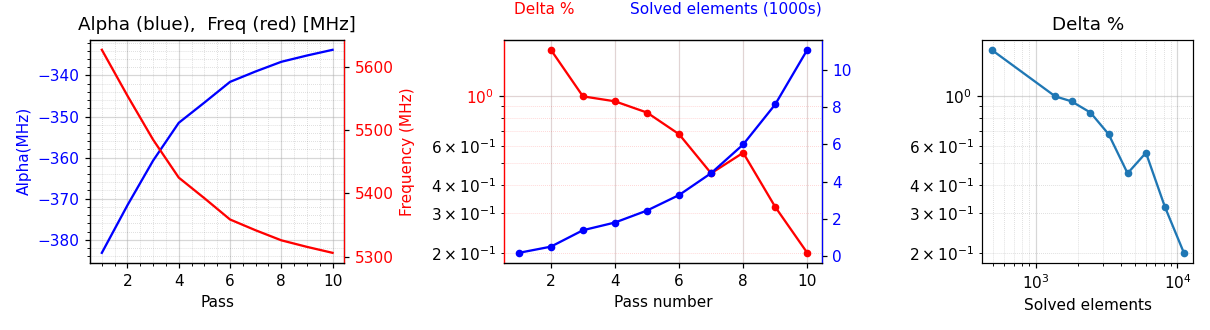 Alpha (blue),  Freq (red) [MHz]
Alpha(MHz)
−340
−350
−360
−370
−380
2 4 6 8 10
Pass
5600
5500
5400
5300
Frequency (MHz)
Delta % Solved elements (1000s)
10⁰
6 × 10⁻¹
4 × 10⁻¹
3 × 10⁻¹
2 × 10⁻¹
2 4 6 8 10
Pass number
10
8
6
4
2
0
Delta %
10⁰
6 × 10⁻¹
4 × 10⁻¹
3 × 10⁻¹
2 × 10⁻¹
10³ 10⁴
Solved elements